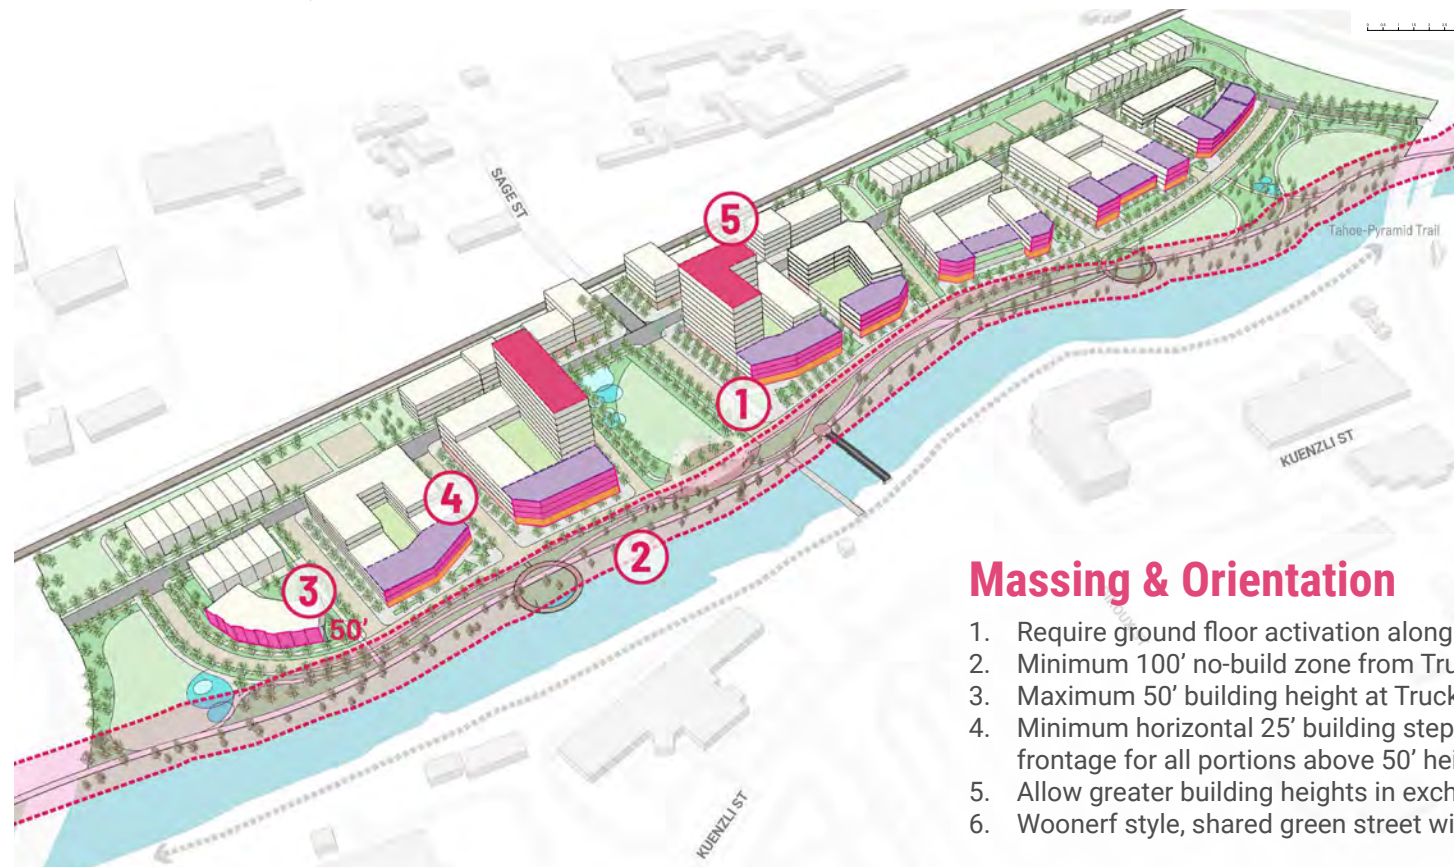 SAGE ST
5
Tahoe-Pyramid Trail
1
KUENZLI ST
4
2
3
50'
Massing & Orientation
1. Require ground floor activation along
2. Minimum 100' no-build zone from Tru
3. Maximum 50' building height at Truck
4. Minimum horizontal 25' building step
frontage for all portions above 50' hei
5. Allow greater building heights in exch
6. Woonerf style, shared green street wi
KUENZLI ST